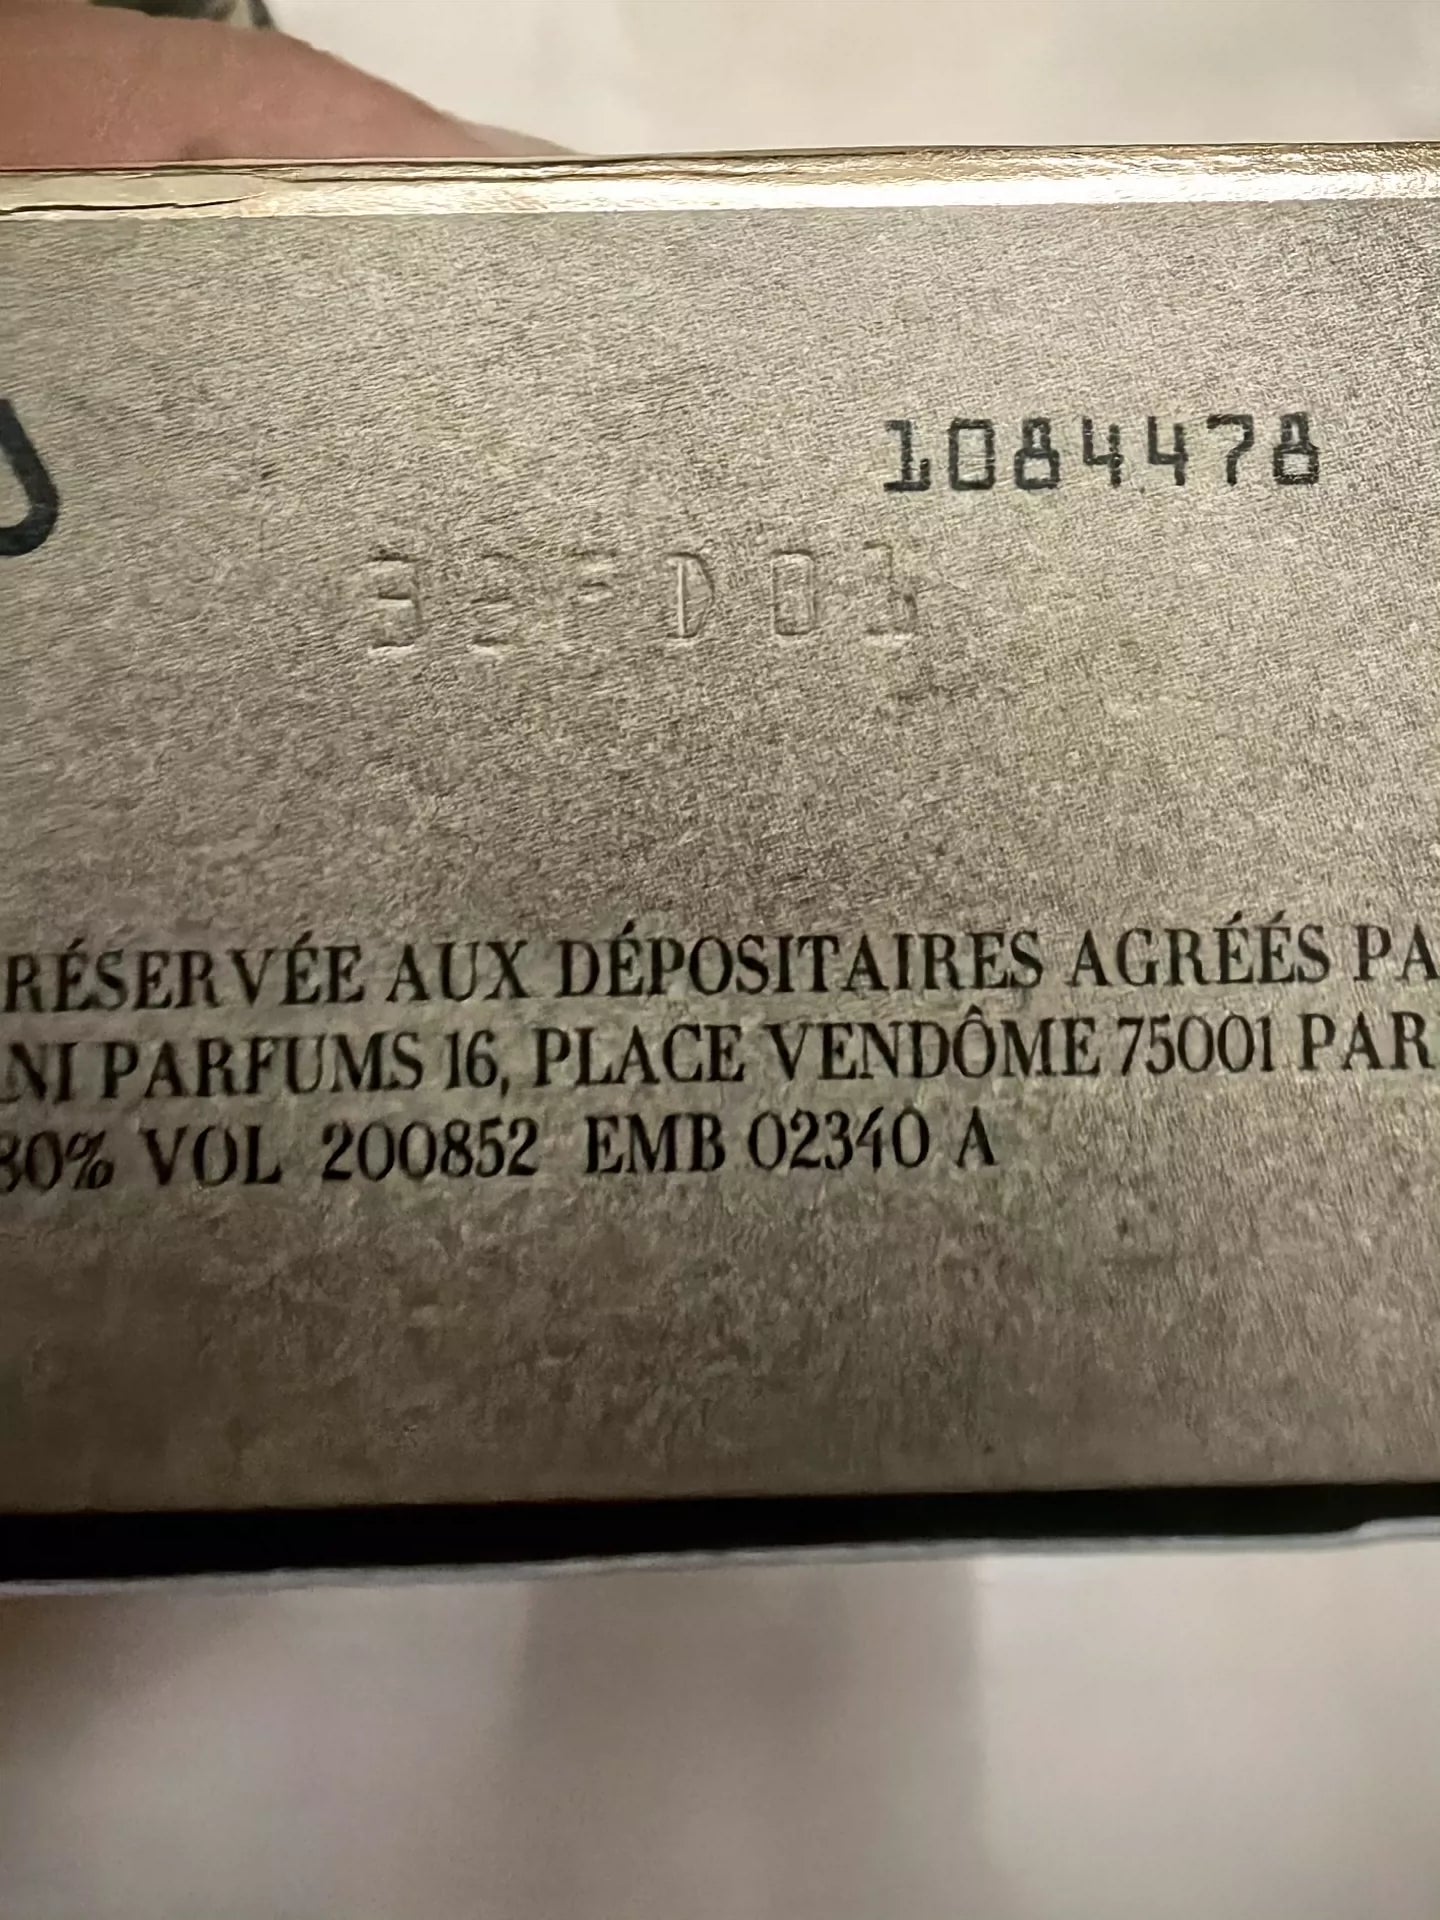 1084478
RÉSERVÉE AUX DÉPOSITAIRES AGRÉÉS PA
NI PARFUMS 16, PLACE VENDÔME 75001 PAR
80% VOL 200852 EMB 02340 A